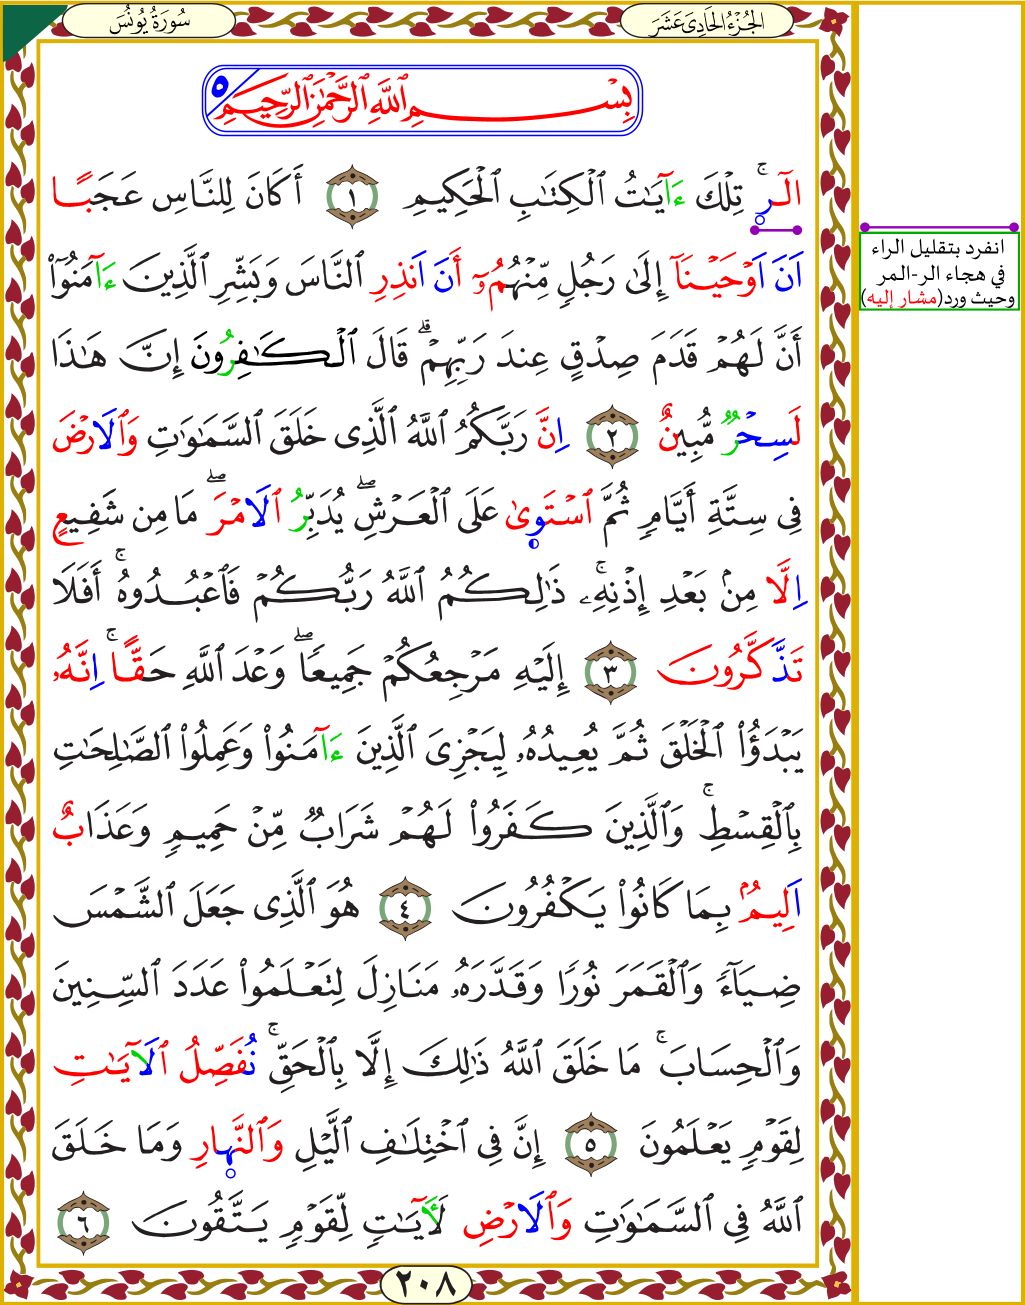 سُورَةُ يُونُسَ
الجُزْءُ الحَادِىَ عَشَرَ
٥
بِسْمِ ٱللَّهِ ٱلرَّحْمَٰنِ ٱلرَّحِيمِ
الٓرۚ تِلْكَ ءَايَٰتُ ٱلْكِتَٰبِ ٱلْحَكِيمِ ١ أَكَانَ لِلنَّاسِ عَجَبًا
اَنَ اَوْحَيْنَآ إِلَىٰ رَجُلٍ مِّنْهُمُۥٓ أَنَ اَنذِرِ ٱلنَّاسَ وَبَشِّرِ ٱلَّذِينَ ءَامَنُوٓا۟
أَنَّ لَهُمْ قَدَمَ صِدْقٍ عِندَ رَبِّهِمْۗ قَالَ ٱلْكَٰفِرُونَ إِنَّ هَٰذَا
لَسِحْرٌ مُّبِينٌ ٢ اِنَّ رَبَّكُمُ ٱللَّهُ ٱلَّذِى خَلَقَ ٱلسَّمَٰوَٰتِ وَٱلَارْضَ
فِى سِتَّةِ أَيَّامٍ ثُمَّ ٱسْتَوىٰ عَلَى ٱلْعَرْشِۖ يُدَبِّرُ ٱلَامْرَۖ مَا مِن شَفِيعٍ
اِلَّا مِنۢ بَعْدِ إِذْنِهِۦۚ ذَٰلِكُمُ ٱللَّهُ رَبُّكُمْ فَٱعْبُدُوهُۚ أَفَلَا
تَذَّكَّرُونَ ٣ إِلَيْهِ مَرْجِعُكُمْ جَمِيعًاۖ وَعْدَ ٱللَّهِ حَقًّاۚ اِنَّهُۥ
يَبْدَؤُا۟ ٱلْخَلْقَ ثُمَّ يُعِيدُهُۥ لِيَجْزِىَ ٱلَّذِينَ ءَامَنُوا۟ وَعَمِلُوا۟ ٱلصَّٰلِحَٰتِ
بِٱلْقِسْطِۚ وَٱلَّذِينَ كَفَرُوا۟ لَهُمْ شَرَابٌ مِّنْ حَمِيمٍ وَعَذَابٌ
اَلِيمٌۢ بِمَا كَانُوا۟ يَكْفُرُونَ ٤ هُوَ ٱلَّذِى جَعَلَ ٱلشَّمْسَ
ضِيَآءً وَٱلْقَمَرَ نُورًا وَقَدَّرَهُۥ مَنَازِلَ لِتَعْلَمُوا۟ عَدَدَ ٱلسِّنِينَ
وَٱلْحِسَابَۚ مَا خَلَقَ ٱللَّهُ ذَٰلِكَ إِلَّا بِٱلْحَقِّۚ نُفَصِّلُ ٱلَايَٰتِ
لِقَوْمٍ يَعْلَمُونَ ٥ إِنَّ فِى ٱخْتِلَٰفِ ٱلَّيْلِ وَٱلنَّهارِ وَمَا خَلَقَ
ٱللَّهُ فِى ٱلسَّمَٰوَٰتِ وَٱلَارْضِ لَأٓيَٰتٍ لِّقَوْمٍ يَتَّقُونَ ٦
٢٠٨
انفرد بتقليل الراء
في هجاء الر-المر
وحيث ورد(مشار إليه)